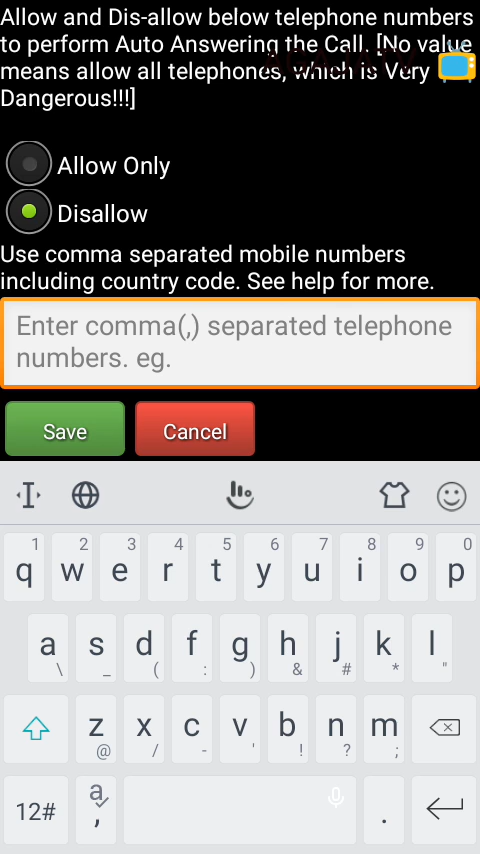 Allow and Dis-allow below telephone numbers
to perform Auto Answering the Call. [No value
means allow all telephones, which is Very
Dangerous!!!]
Allow Only
Disallow
Use comma separated mobile numbers
including country code. See help for more.
Enter comma(,) separated telephone
numbers. eg.
Save Cancel
1 2 3 4 5 6 7 8 9 0
q w e r t y u i o p
a s d f g h j k l
\ _ ( : ) & # * "
z x c v b n m
@ / - ' ! ? ;
12# a , .